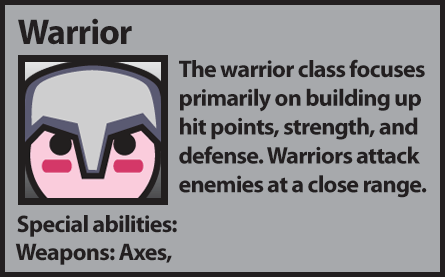 Warrior
The warrior class focuses
primarily on building up
hit points, strength, and
defense. Warriors attack
enemies at a close range.
Special abilities:
Weapons: Axes,